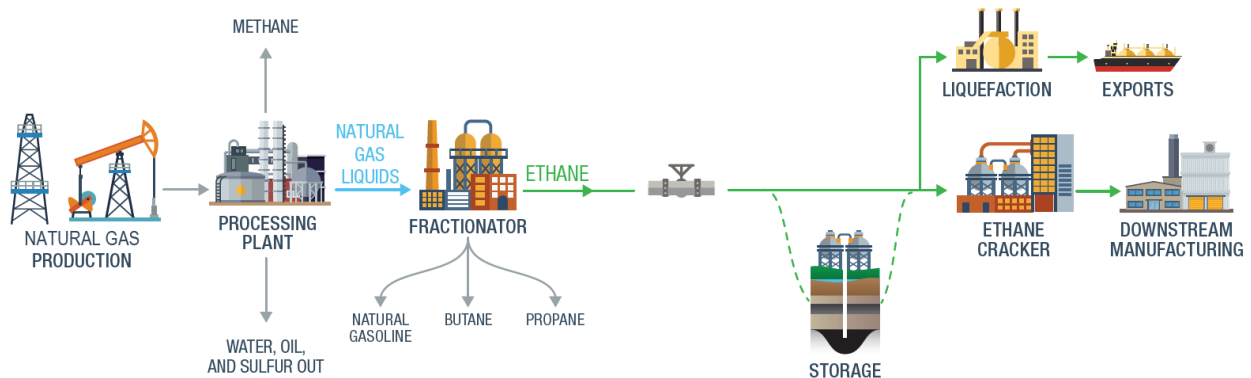 METHANE
NATURAL GAS
PRODUCTION
PROCESSING
PLANT
WATER, OIL,
AND SULFUR OUT
NATURAL
GAS
LIQUIDS
FRACTIONATOR
NATURAL
GASOLINE
BUTANE
PROPANE
ETHANE
STORAGE
LIQUEFACTION
EXPORTS
ETHANE
CRACKER
DOWNSTREAM
MANUFACTURING